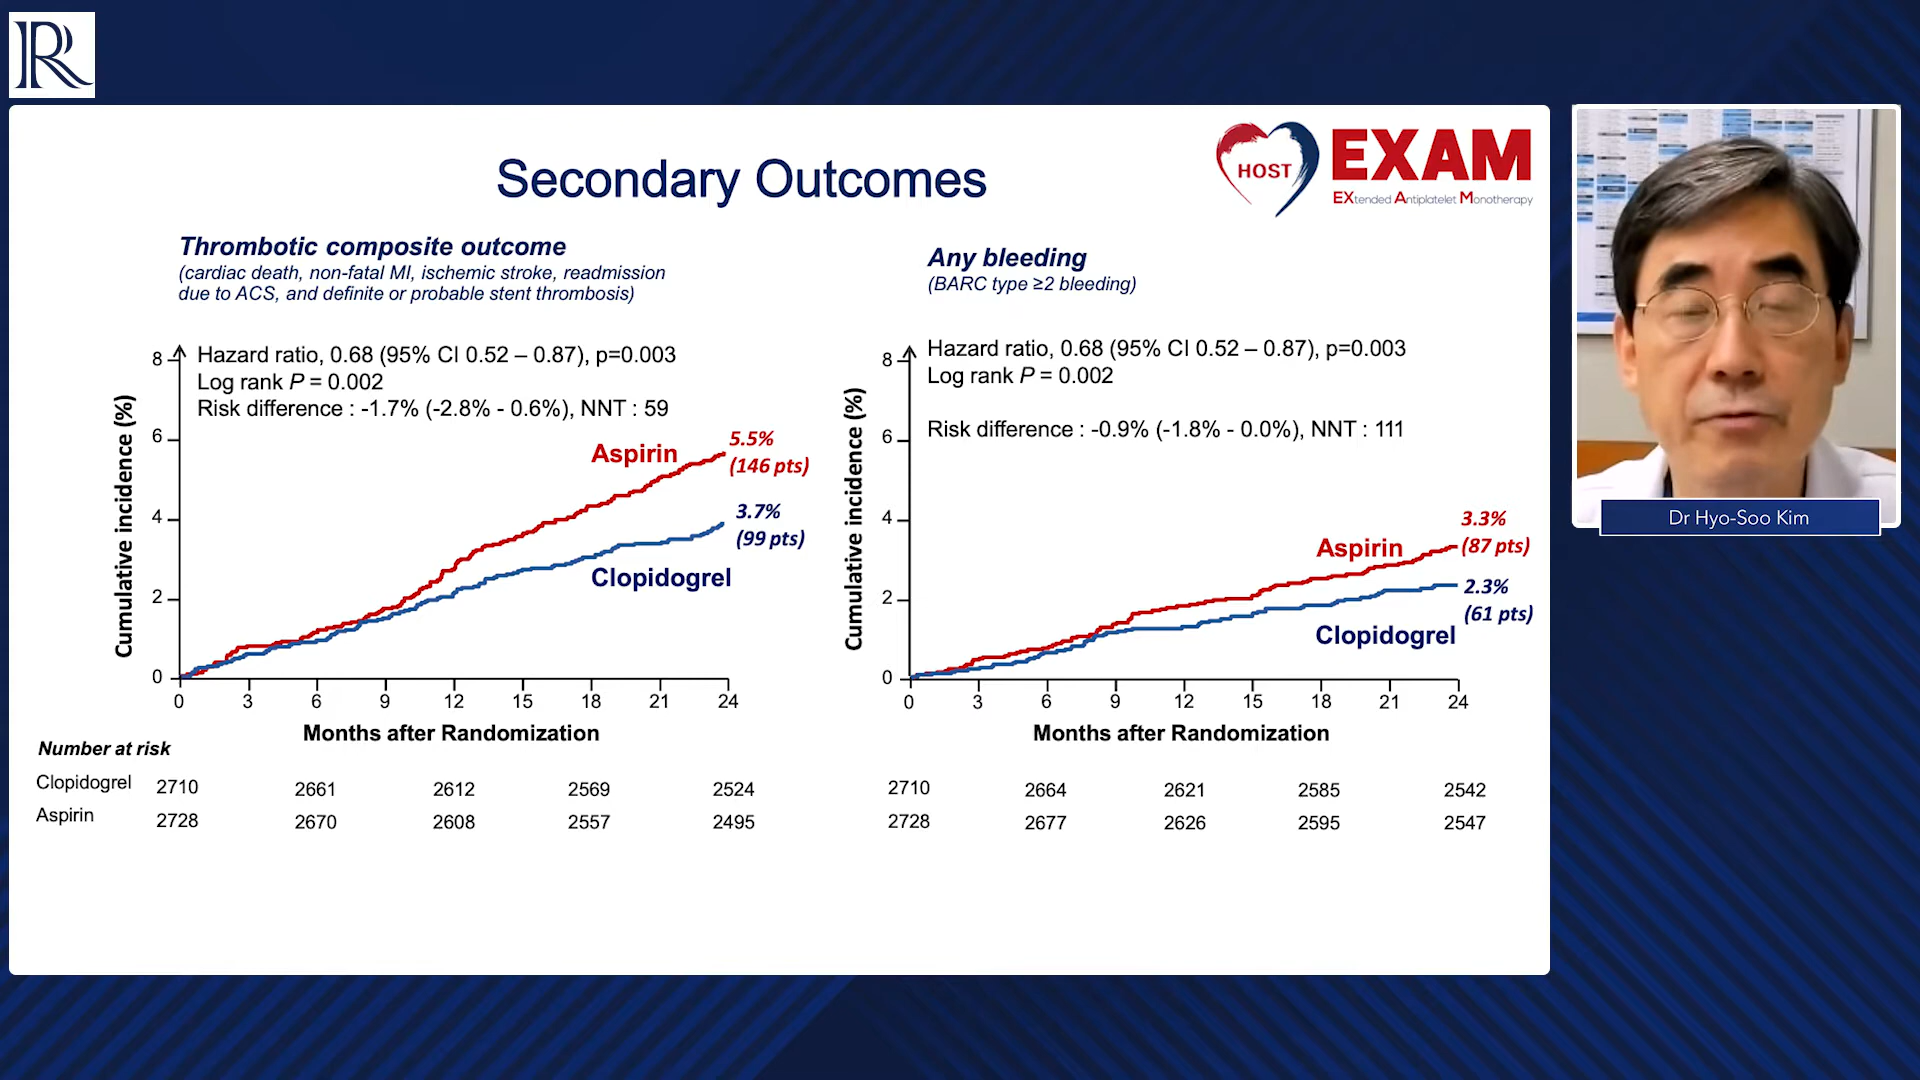 R
Secondary Outcomes
HOST
EXAM
EXtended Antiplatelet Monotherapy
Thrombotic composite outcome
(cardiac death, non-fatal MI, ischemic stroke, readmission
due to ACS, and definite or probable stent thrombosis)
Hazard ratio, 0.68 (95% CI 0.52 – 0.87), p=0.003
Log rank P = 0.002
Risk difference : -1.7% (-2.8% - 0.6%), NNT : 59
Cumulative incidence (%)
8
6
4
2
0
Aspirin
5.5%
(146 pts)
3.7%
(99 pts)
Clopidogrel
0 3 6 9 12 15 18 21 24
Months after Randomization
Any bleeding
(BARC type ≥2 bleeding)
Hazard ratio, 0.68 (95% CI 0.52 – 0.87), p=0.003
Log rank P = 0.002
Risk difference : -0.9% (-1.8% - 0.0%), NNT : 111
Cumulative incidence (%)
8
6
4
2
0
Aspirin
3.3%
(87 pts)
2.3%
(61 pts)
Clopidogrel
0 3 6 9 12 15 18 21 24
Months after Randomization
Number at risk
Clopidogrel 2710 2661 2612 2569 2524 2710 2664 2621 2585 2542
Aspirin 2728 2670 2608 2557 2495 2728 2677 2626 2595 2547
Dr Hyo-Soo Kim